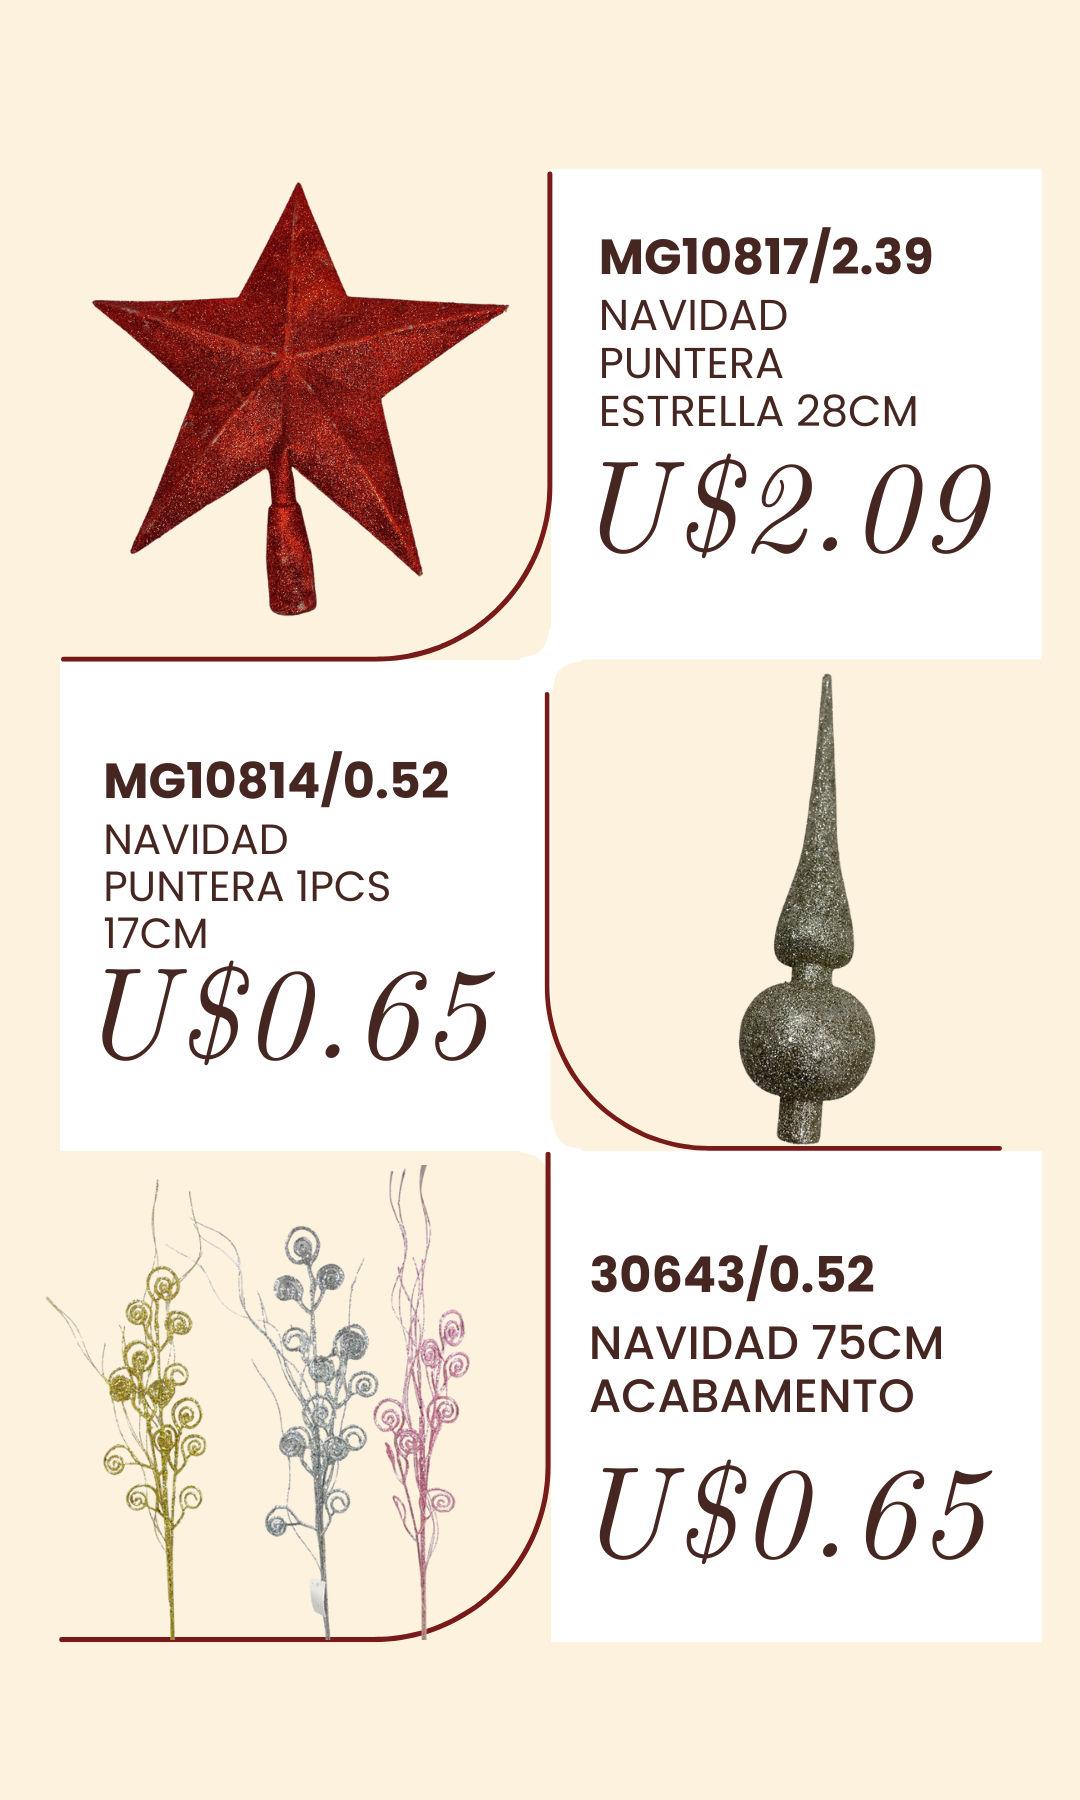 MG10817/2.39
NAVIDAD
PUNTERA
ESTRELLA 28CM
U$2.09
MG10814/0.52
NAVIDAD
PUNTERA 1PCS
17CM
U$0.65
30643/0.52
NAVIDAD 75CM
ACABAMENTO
U$0.65